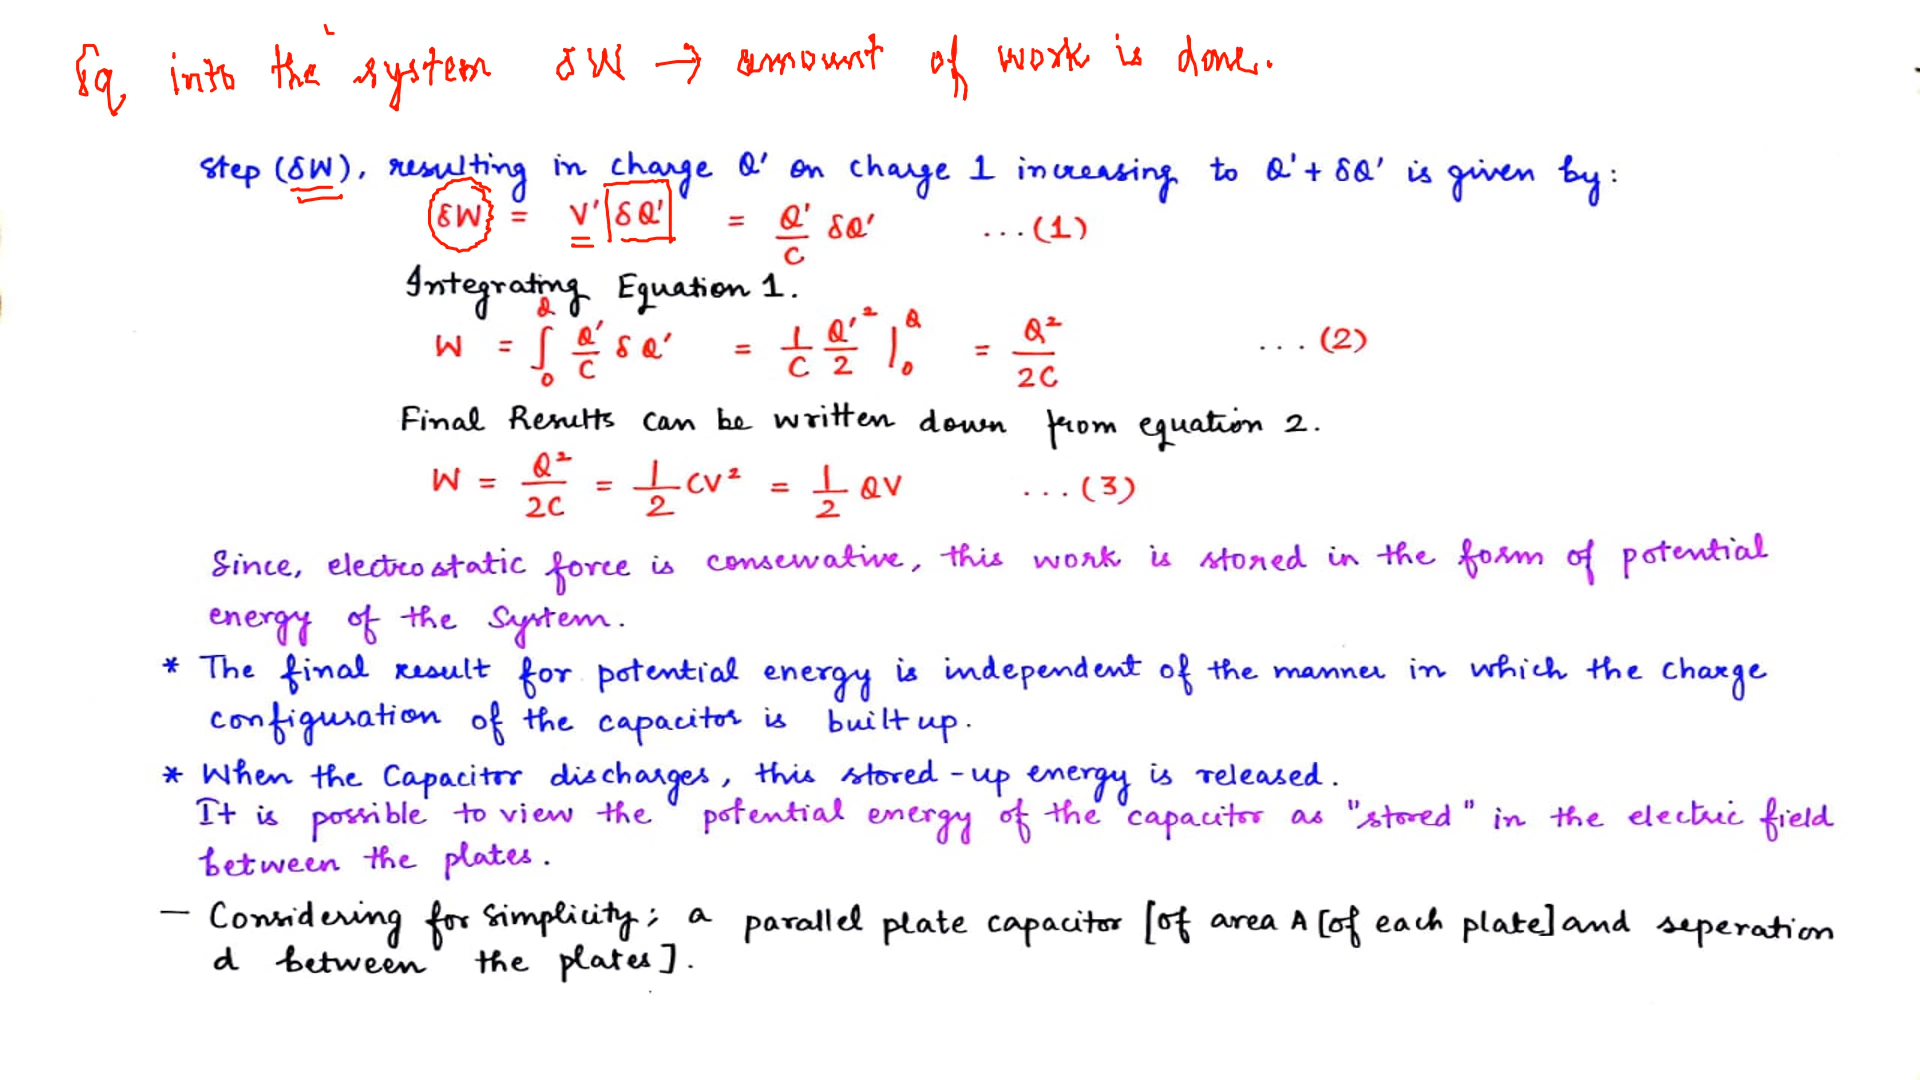 δq into the system δW → amount of work is done.
step (δW), resulting in charge Q' on charge 1 increasing to Q' + δQ' is given by:
δW = V' δQ' = Q'/C δQ' ...(1)
Integrating Equation 1.
W = ∫₀^Q Q'/C δQ' = 1/C Q'²/2 |₀^Q = Q²/2C ....(2)
Final Results can be written down from equation 2.
W = Q²/2C = 1/2 CV² = 1/2 QV ...(3)
Since, electrostatic force is conservative, this work is stored in the form of potential
energy of the System.
* The final result for potential energy is independent of the manner in which the charge
configuration of the capacitor is built up.
* When the Capacitor discharges, this stored-up energy is released.
It is possible to view the potential energy of the capacitor as "stored" in the electric field
between the plates.
— Considering for simplicity; a parallel plate capacitor [of area A [of each plate] and seperation
d between the plates].